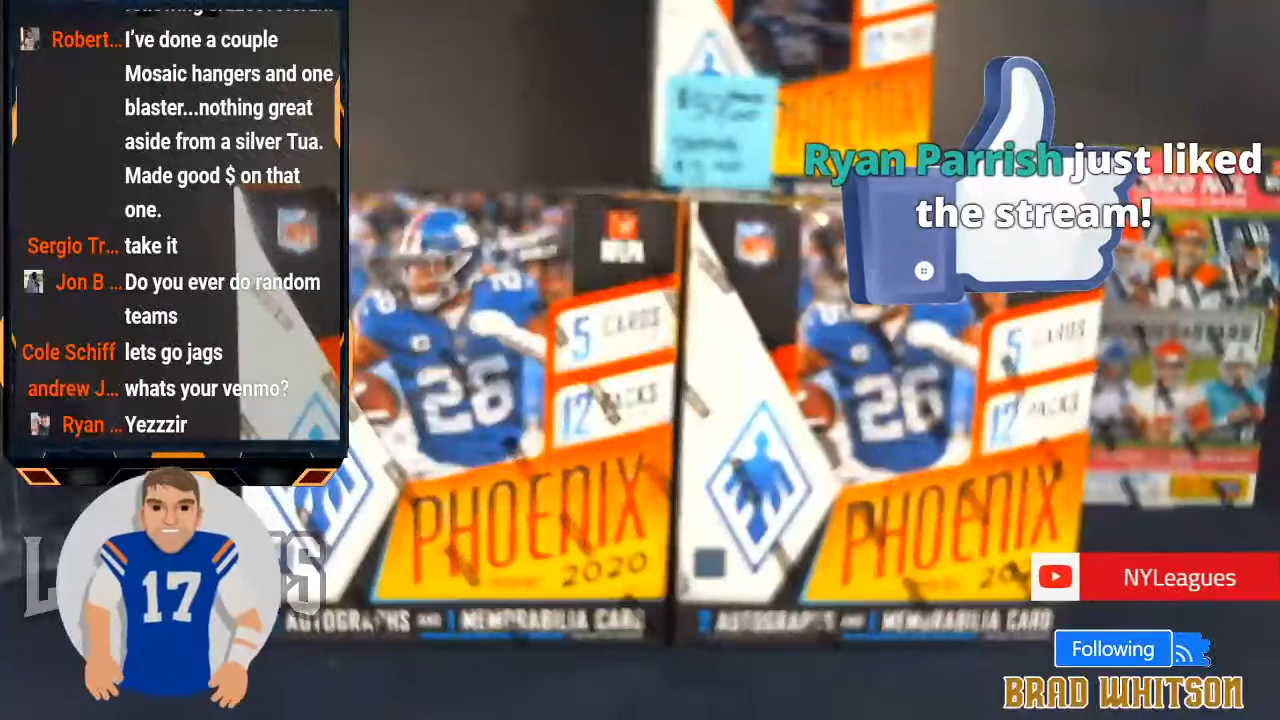 Robert... I've done a couple
Mosaic hangers and one
blaster...nothing great
aside from a silver Tua.
Made good $ on that
one.
Sergio Tr... take it
Jon B ... Do you ever do random
teams
Cole Schiff lets go jags
andrew J... whats your venmo?
Ryan ... Yezzzir
Ryan Parrish just liked
the stream!
PHOENIX
NFL
28
5 CARDS
12 PACKS
PHOENIX
2020
AUTOGRAPHS AND 1 MEMORABILIA CARD
NFL
26
5 CARDS
12 PACKS
PHOENIX
2 AUTOGRAPHS AND 1 MEMORABILIA CARD
17
NYLeagues
Following
BRAD WHITSON